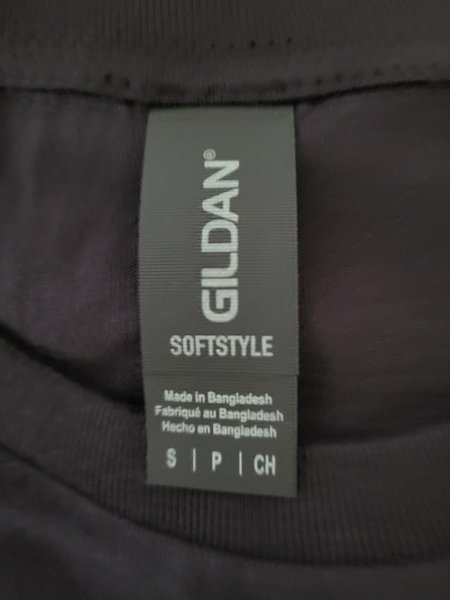 GILDAN®
SOFTSTYLE
Made in Bangladesh
Fabriqué au Bangladesh
Hecho en Bangladesh
S | P | CH